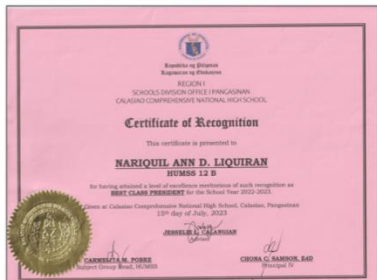 Republika ng Pilipinas
Kagawaran ng Edukasyon
REGION I
SCHOOLS DIVISION OFFICE I PANGASINAN
CALASIAO COMPREHENSIVE NATIONAL HIGH SCHOOL
Certificate of Recognition
This certificate is presented to
NARIQUIL ANN D. LIQUIRAN
HUMSS 12 B
for having attained a level of excellence meritorious of such recognition as
BEST CLASS PRESIDENT for the School Year 2022-2023.
Given at Calasiao Comprehensive National High School, Calasiao, Pangasinan
15th day of July, 2023
CALANGIAN
Adviser
CARMELITA M.
Subject Group Head, HUMSS
CHONA C. SAMSON, EdD
Principal IV